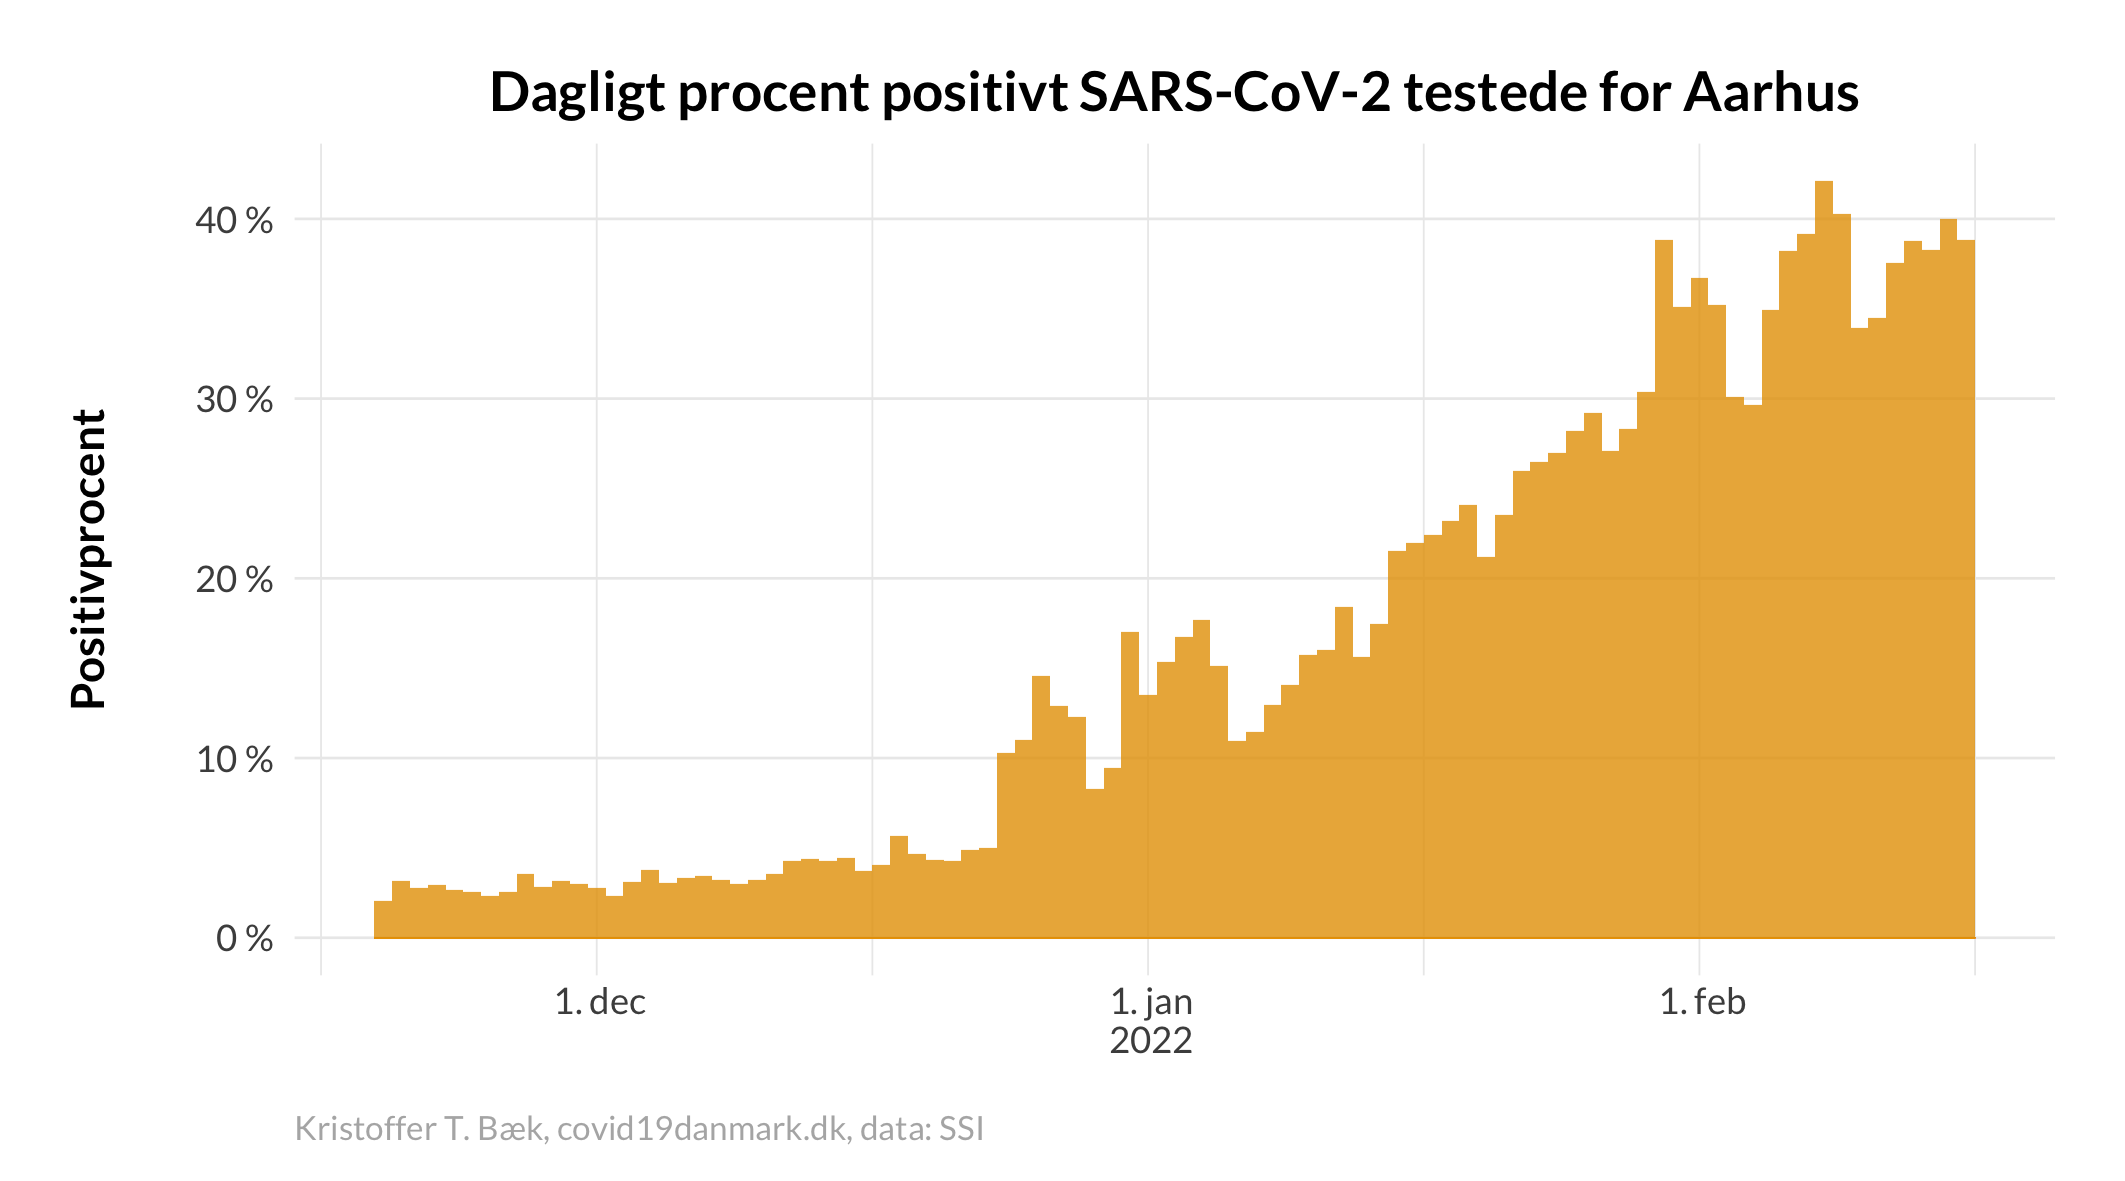 Dagligt procent positivt SARS-CoV-2 testede for Aarhus
Positivprocent
40 %
30 %
20 %
10 %
0 %
1. dec
1. jan
2022
1. feb
Kristoffer T. Bæk, covid19danmark.dk, data: SSI